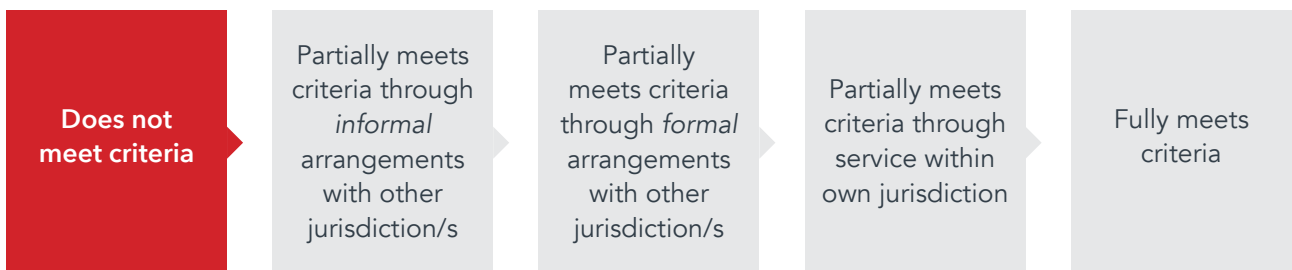 Does not
meet criteria
Partially meets
criteria through
informal
arrangements
with other
jurisdiction/s
Partially
meets criteria
through formal
arrangements
with other
jurisdiction/s
Partially meets
criteria through
service within
own jurisdiction
Fully meets
criteria